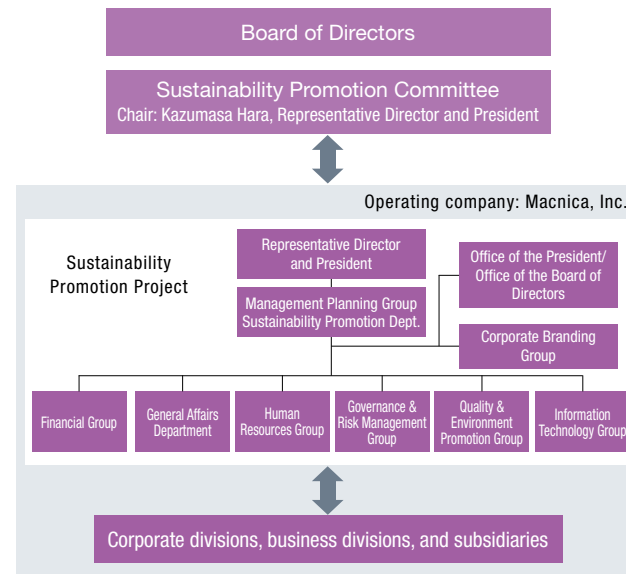 Board of Directors
Sustainability Promotion Committee
Chair: Kazumasa Hara, Representative Director and President
Operating company: Macnica, Inc.
Sustainability
Promotion Project
Representative Director
and President
Office of the President/
Office of the Board of
Directors
Management Planning Group
Sustainability Promotion Dept.
Corporate Branding
Group
Financial Group
General Affairs
Department
Human
Resources Group
Governance &
Risk Management
Group
Quality &
Environment
Promotion Group
Information
Technology Group
Corporate divisions, business divisions, and subsidiaries